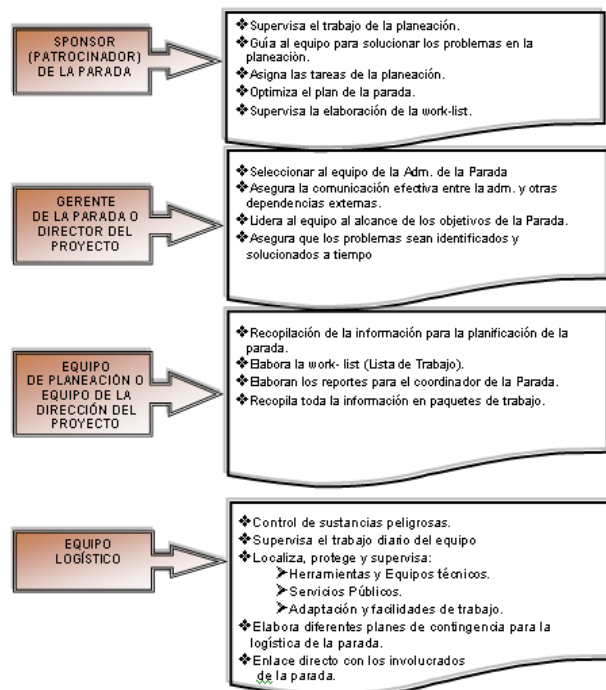 SPONSOR
(PATROCINADOR)
DE LA PARADA
❖Supervisa el trabajo de la planeación.
❖Guía al equipo para solucionar los problemas en la
planeación.
❖Asigna las tareas de la planeación.
❖Optimiza el plan de la parada.
❖Supervisa la elaboración de la work-list.
GERENTE
DE LA PARADA O
DIRECTOR DEL
PROYECTO
❖Seleccionar al equipo de la Adm. de la Parada
❖Asegura la comunicación efectiva entre la adm. y otras
dependencias externas.
❖Lidera al equipo al alcance de los objetivos de la Parada.
❖Asegura que los problemas sean identificados y
solucionados a tiempo
EQUIPO
DE PLANEACIÓN O
EQUIPO DE LA
DIRECCIÓN DEL
PROYECTO
❖Recopilación de la información para la planificación de la
parada.
❖Elabora la work- list (Lista de Trabajo).
❖Elaboran los reportes para el coordinador de la Parada.
❖Recopila toda la información en paquetes de trabajo.
EQUIPO
LOGÍSTICO
❖Control de sustancias peligrosas.
❖Supervisa el trabajo diario del equipo
❖Localiza, protege y supervisa:
➢Herramientas y Equipos técnicos.
➢Servicios Públicos.
➢Adaptación y facilidades de trabajo.
❖Elabora diferentes planes de contingencia para la
logística de la parada.
❖Enlace directo con los involucrados
de la parada.